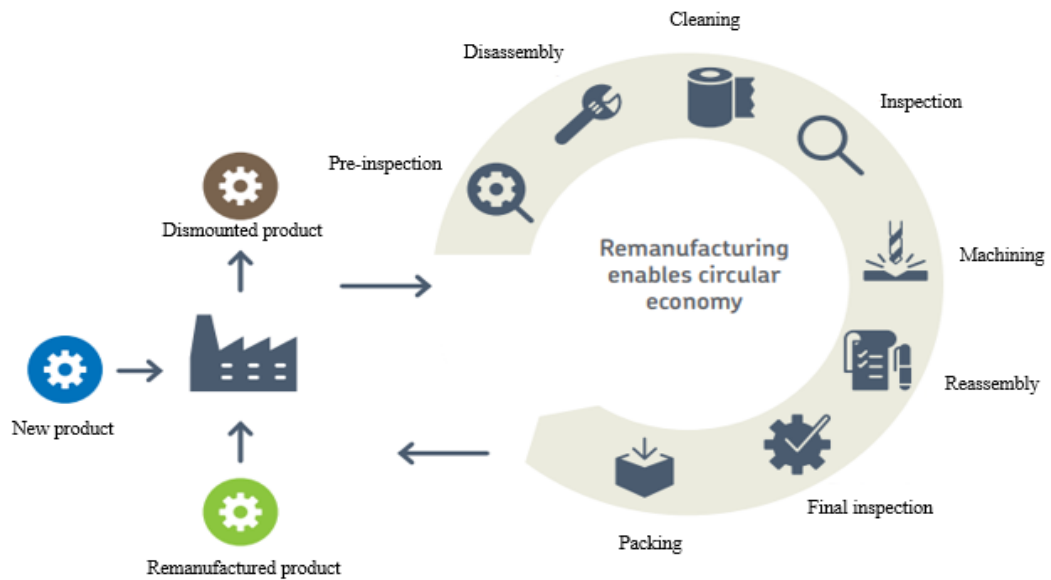 Cleaning
Disassembly
Inspection
Pre-inspection
Dismounted product
Remanufacturing
enables circular
economy
Machining
Reassembly
New product
Final inspection
Packing
Remanufactured product